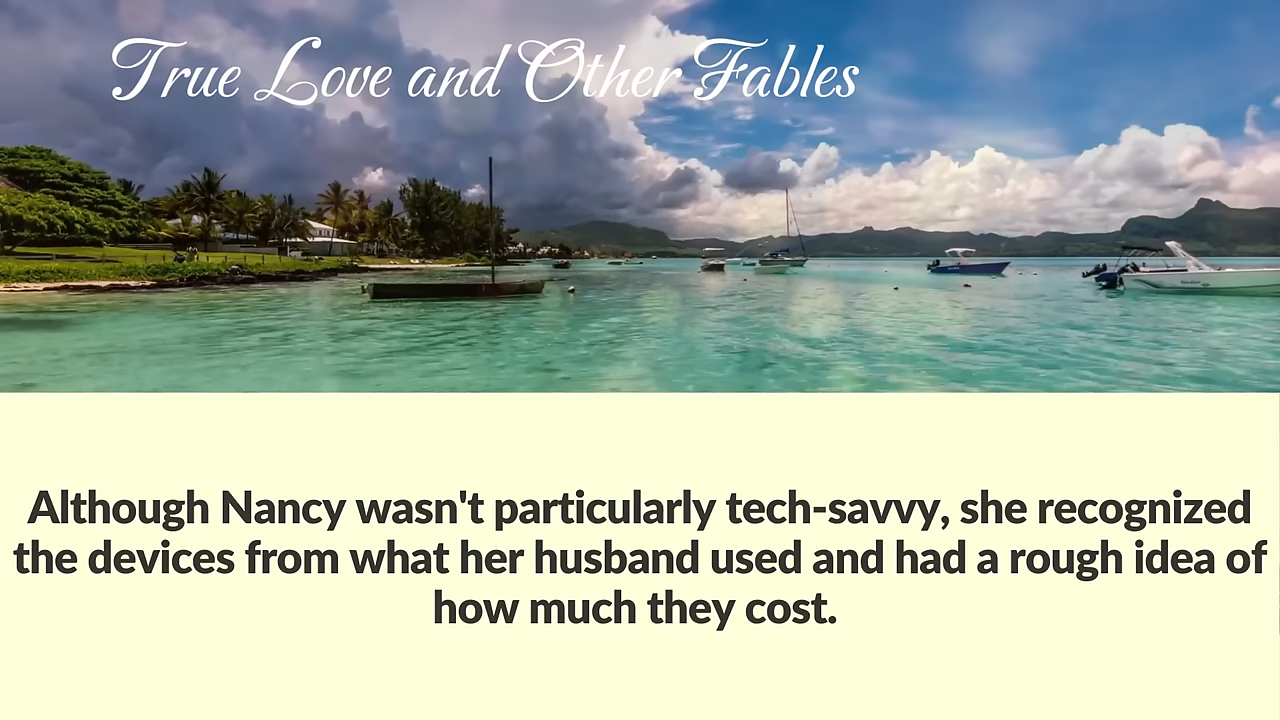 True Love and Other Fables
Although Nancy wasn't particularly tech-savvy, she recognized
the devices from what her husband used and had a rough idea of
how much they cost.